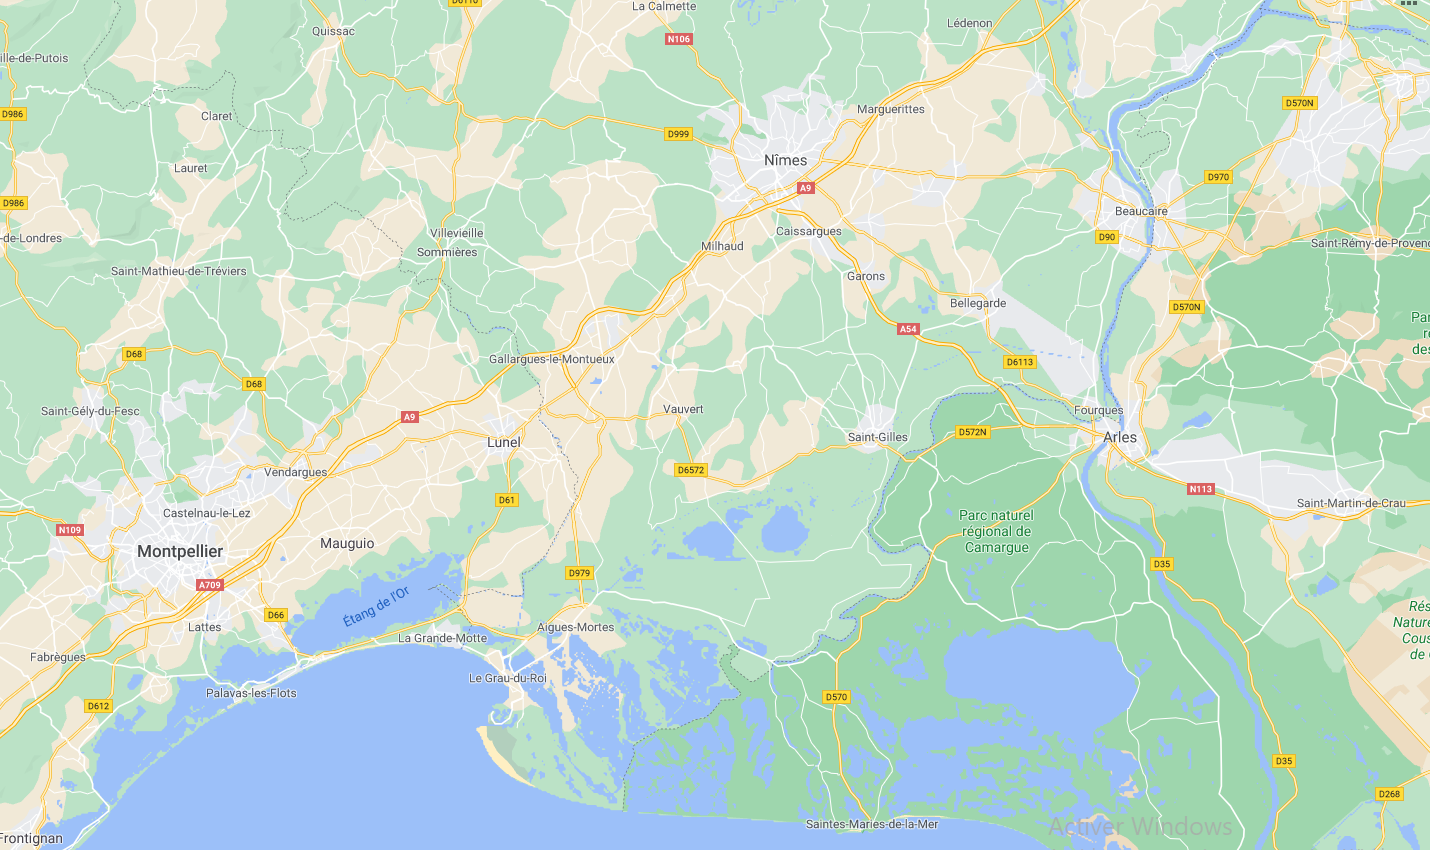 D6110
La Calmette
Lédenon
Quissac
N106
ille-de-Putois
D986
Claret
D999
Marguerittes
D570N
Nîmes
Lauret
D970
A9
D986
Beaucaire
-de-Londres
Villevieille
Sommières
Milhaud
Caissargues
D90
Saint-Rémy-de-Provenc
Saint-Mathieu-de-Tréviers
Garons
Bellegarde
D570N
A54
Par
re
des
D68
Gallargues-le-Montueux
D6113
D68
Saint-Gély-du-Fesc
A9
Vauvert
Fourques
Lunel
Saint-Gilles
D572N
Arles
Vendargues
D6572
N113
D61
Saint-Martin-de-Crau
Castelnau-le-Lez
N109
Parc naturel
régional de
Camargue
Montpellier
Mauguio
D35
A709
D979
Étang de l'Or
D66
Rés
Nature
Cous
de C
Lattes
La Grande-Motte
Aigues-Mortes
Fabrègues
Le Grau-du-Roi
Palavas-les-Flots
D612
D570
D35
D268
Saintes-Maries-de-la-Mer
Activer Windows
Frontignan